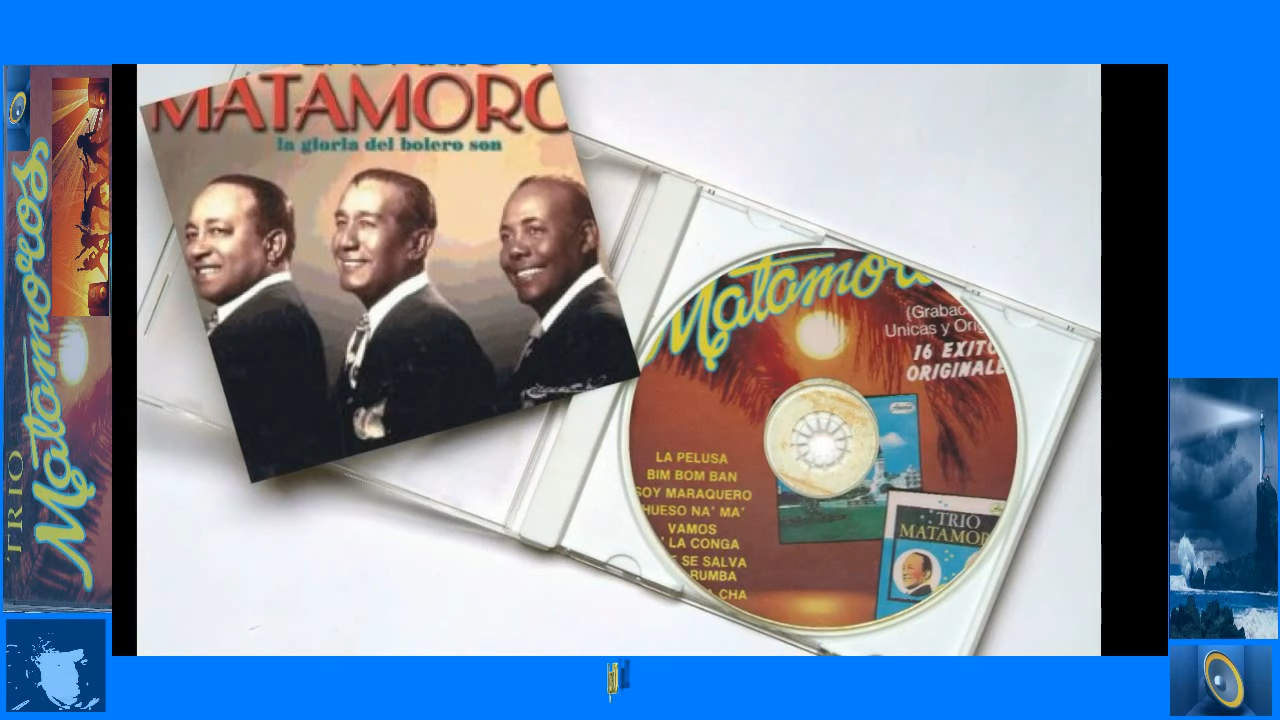 MATAMORO
la gloria del bolero son
Matamoro
(Grabac
Unicas y Orig
16 EXITO
ORIGINALE
LA PELUSA
BIM BOM BAN
SOY MARAQUERO
HUESO NA' MA'
VAMOS
' LA CONGA
E SE SALVA
RUMBA
CHA
TRIO
MATAMOR
TRIO
Matamoros